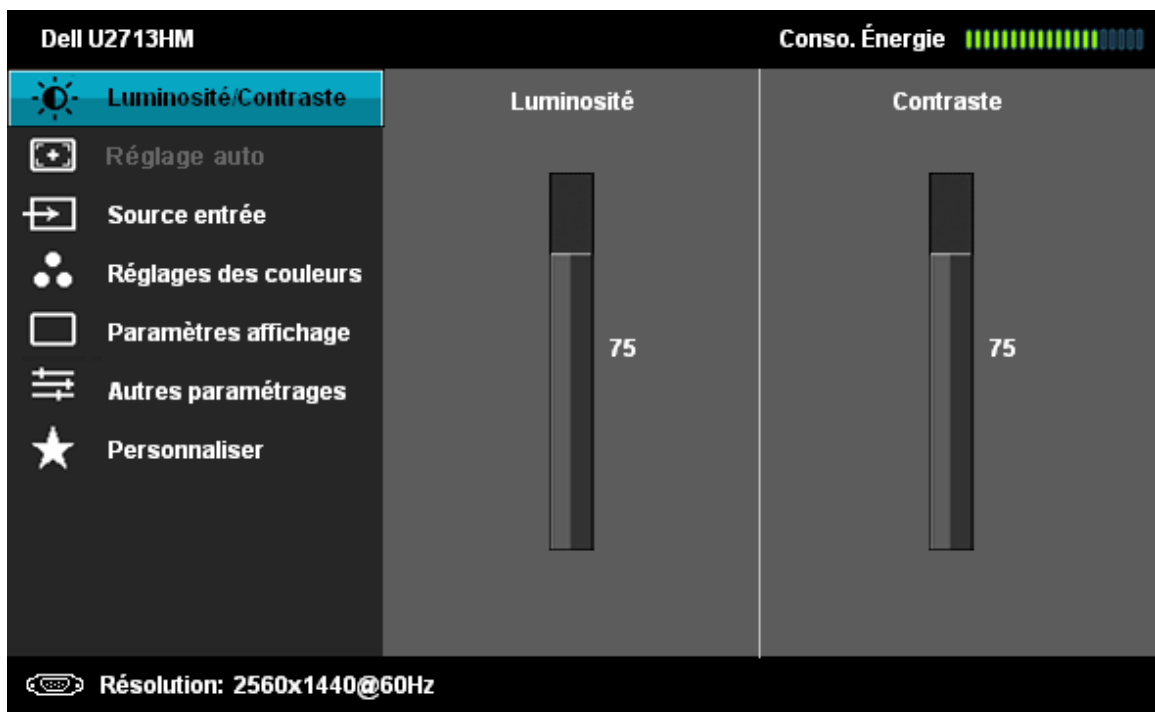 Dell U2713HM
Conso. Énergie
Luminosité/Contraste
Réglage auto
Source entrée
Réglages des couleurs
Paramètres affichage
Autres paramétrages
Personnaliser
Luminosité
75
Contraste
75
Résolution: 2560x1440@60Hz